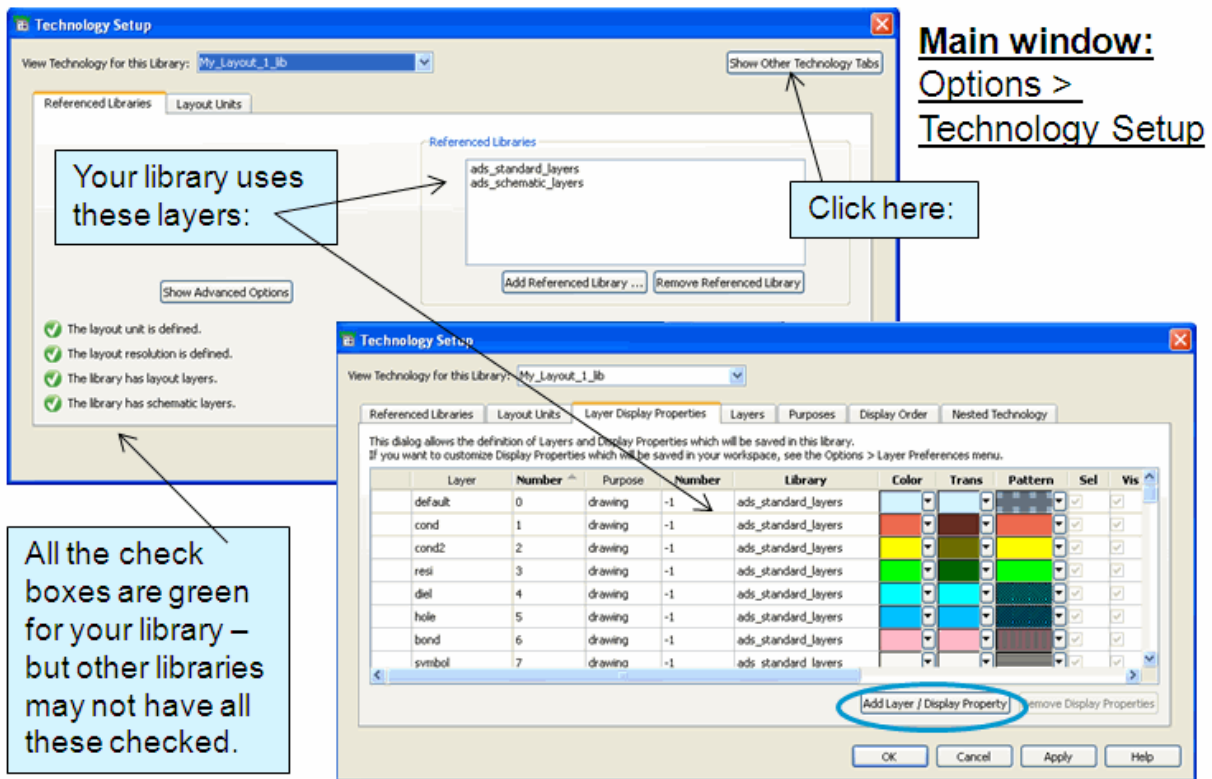 Technology Setup
View Technology for this Library: My_Layout_1_lib
Show Other Technology Tabs
Main window:
Options >
Technology Setup
Referenced Libraries Layout Units
Referenced Libraries
ads_standard_layers
ads_schematic_layers
Your library uses
these layers:
Click here:
Add Referenced Library ... Remove Referenced Library
Show Advanced Options
The layout unit is defined.
The layout resolution is defined.
The library has layout layers.
The library has schematic layers.
All the check
boxes are green
for your library –
but other libraries
may not have all
these checked.
Technology Setup
View Technology for this Library: My_Layout_1_lib
Referenced Libraries Layout Units Layer Display Properties Layers Purposes Display Order Nested Technology
This dialog allows the definition of Layers and Display Properties which will be saved in this library.
If you want to customize Display Properties which will be saved in your workspace, see the Options > Layer Preferences menu.
Layer Number Purpose Number Library Color Trans Pattern Sel Vis
default 0 drawing -1 ads_standard_layers
cond 1 drawing -1 ads_standard_layers
cond2 2 drawing -1 ads_standard_layers
resi 3 drawing -1 ads_standard_layers
diel 4 drawing -1 ads_standard_layers
hole 5 drawing -1 ads_standard_layers
bond 6 drawing -1 ads_standard_layers
symbol 7 drawing -1 ads_standard_layers
Add Layer / Display Property Remove Display Properties
OK Cancel Apply Help